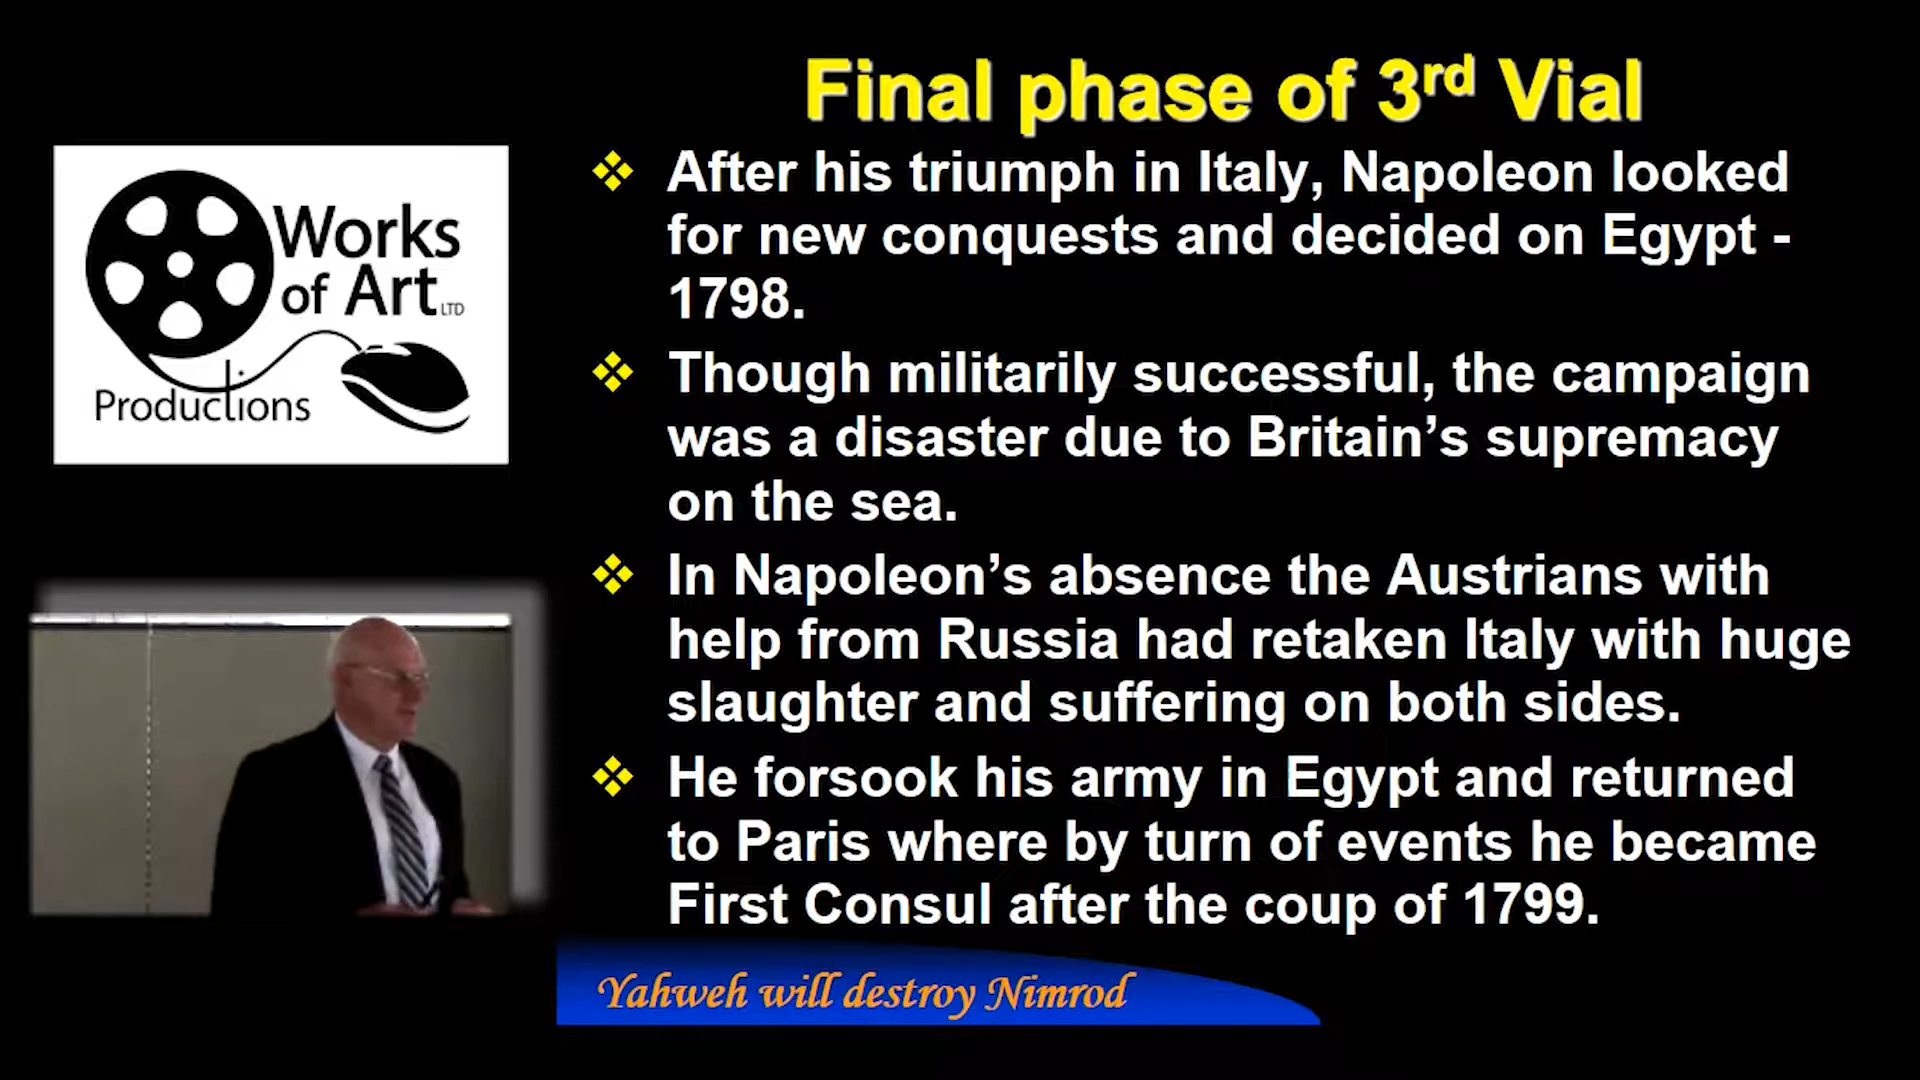 Works
of Art LTD
Productions
Final phase of 3rd Vial
After his triumph in Italy, Napoleon looked
for new conquests and decided on Egypt -
1798.
Though militarily successful, the campaign
was a disaster due to Britain’s supremacy
on the sea.
In Napoleon’s absence the Austrians with
help from Russia had retaken Italy with huge
slaughter and suffering on both sides.
He forsook his army in Egypt and returned
to Paris where by turn of events he became
First Consul after the coup of 1799.
Yahweh will destroy Nimrod